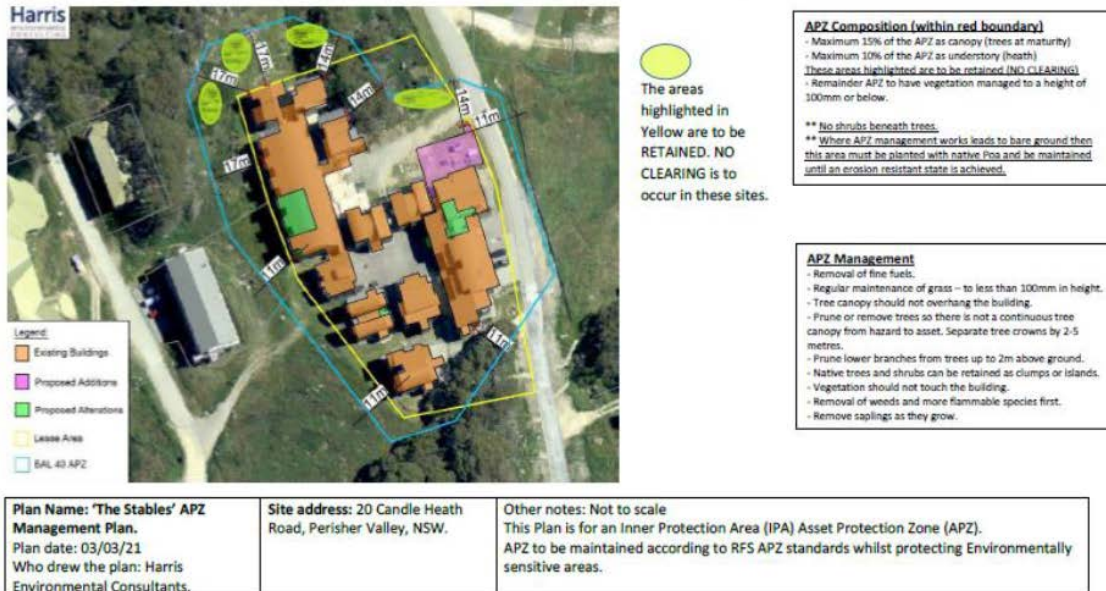 Harris
environmental
CONSULTING
17m
17m
14m
14m
14m
11m
17m
11m
11m
11m
Legend
Existing Buildings
Proposed Additions
Proposed Alterations
Lease Area
BAL 40 APZ
The areas
highlighted in
Yellow are to be
RETAINED. NO
CLEARING is to
occur in these sites.
APZ Composition (within red boundary)
- Maximum 15% of the APZ as canopy (trees at maturity)
- Maximum 10% of the APZ as understory (heath)
These areas highlighted are to be retained (NO CLEARING)
- Remainder APZ to have vegetation managed to a height of
100mm or below.
** No shrubs beneath trees.
** Where APZ management works leads to bare ground then
this area must be planted with native Poa and be maintained
until an erosion resistant state is achieved.
APZ Management
- Removal of fine fuels.
- Regular maintenance of grass – to less than 100mm in height.
- Tree canopy should not overhang the building.
- Prune or remove trees so there is not a continuous tree
canopy from hazard to asset. Separate tree crowns by 2-5
metres.
- Prune lower branches from trees up to 2m above ground.
- Native trees and shrubs can be retained as clumps or islands.
- Vegetation should not touch the building.
- Removal of weeds and more flammable species first.
- Remove saplings as they grow.
Plan Name: 'The Stables' APZ
Management Plan.
Plan date: 03/03/21
Who drew the plan: Harris
Environmental Consultants.
Site address: 20 Candle Heath
Road, Perisher Valley, NSW.
Other notes: Not to scale
This Plan is for an Inner Protection Area (IPA) Asset Protection Zone (APZ).
APZ to be maintained according to RFS APZ standards whilst protecting Environmentally
sensitive areas.